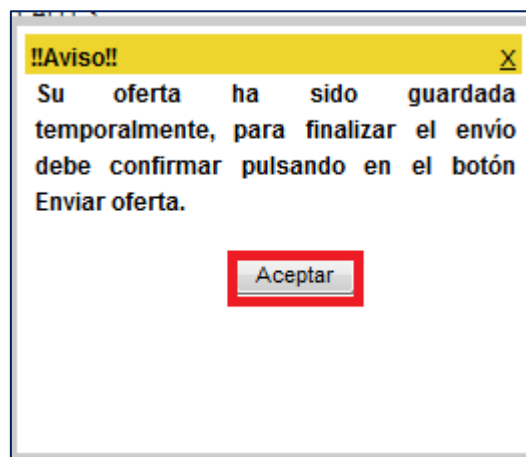 !!Aviso!! X
Su oferta ha sido guardada
temporalmente, para finalizar el envío
debe confirmar pulsando en el botón
Enviar oferta.
Aceptar